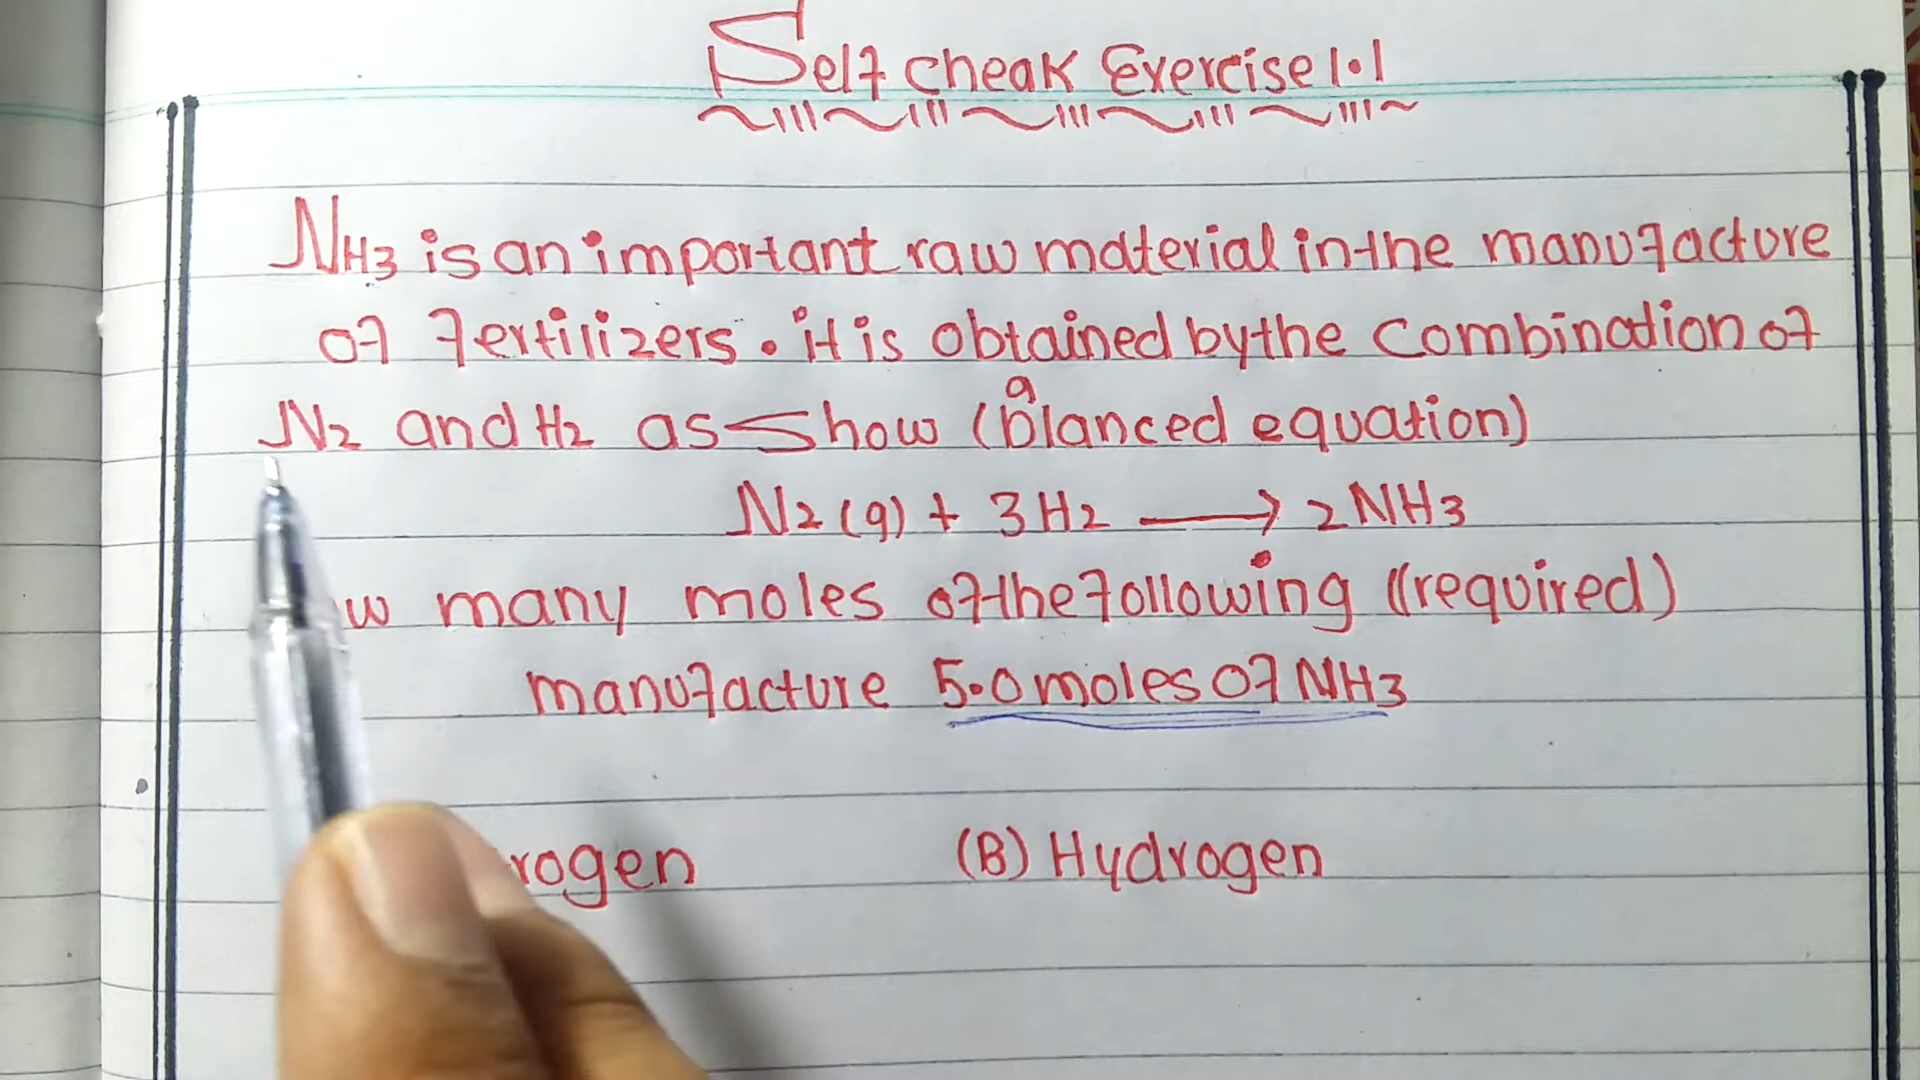 Self cheak Exercise 1.1
NH3 is an important raw material in the manufacture
of fertilizers. it is obtained by the combination of
N2 and H2 as show (balanced equation)
N2(g) + 3H2 → 2NH3
many moles of the following ((required)
manufacture 5.0 moles of NH3
(B) Hydrogen